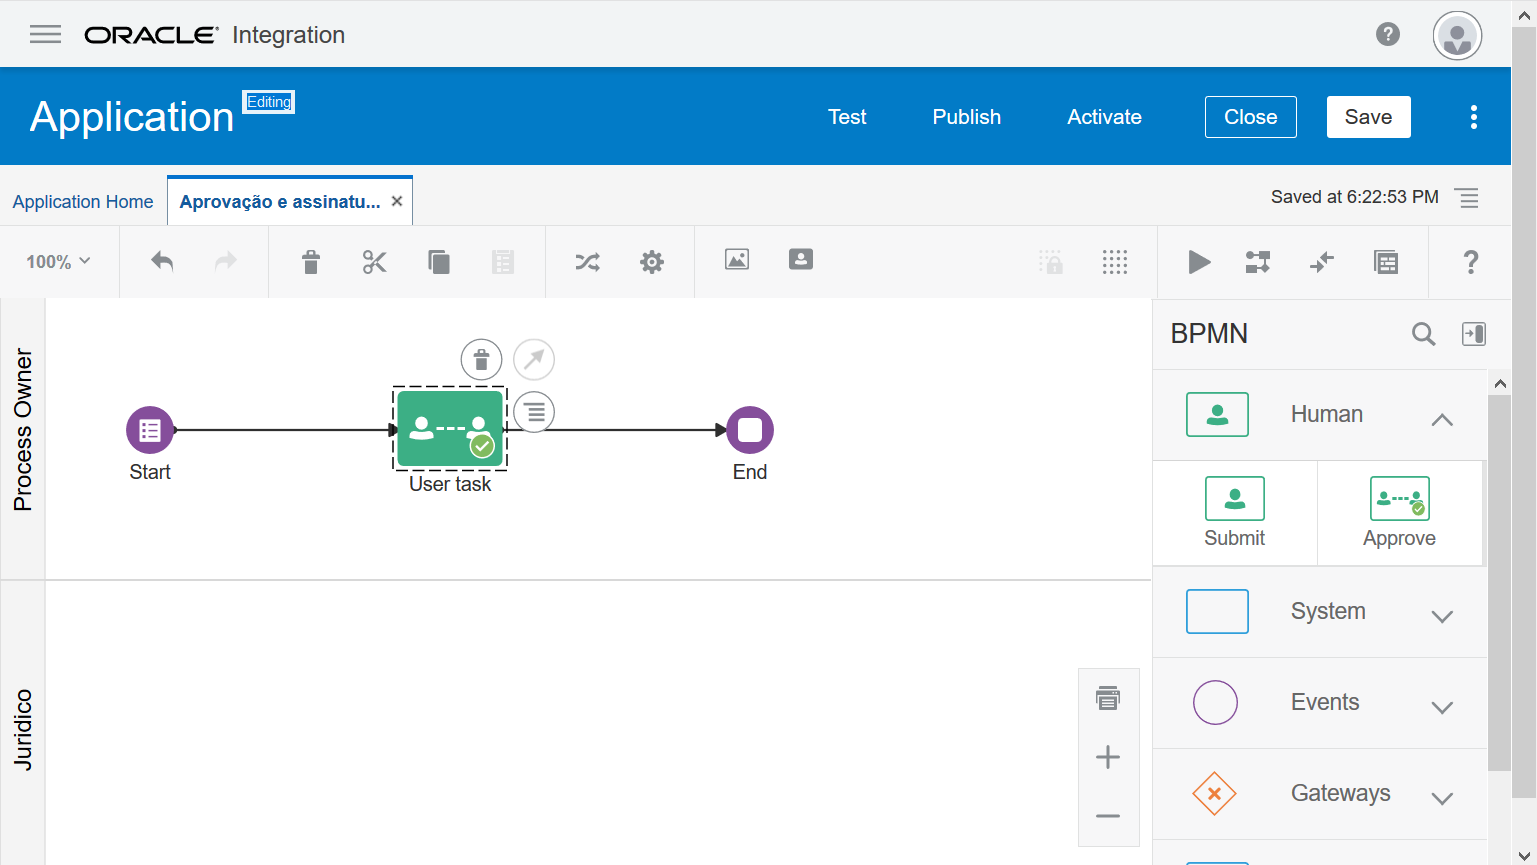 ORACLE Integration
Application Editing
Test
Publish
Activate
Close
Save
Application Home
Aprovação e assinatu...
Saved at 6:22:53 PM
100%
BPMN
Process Owner
Start
User task
End
Human
Submit
Approve
System
Events
Gateways
Juridico